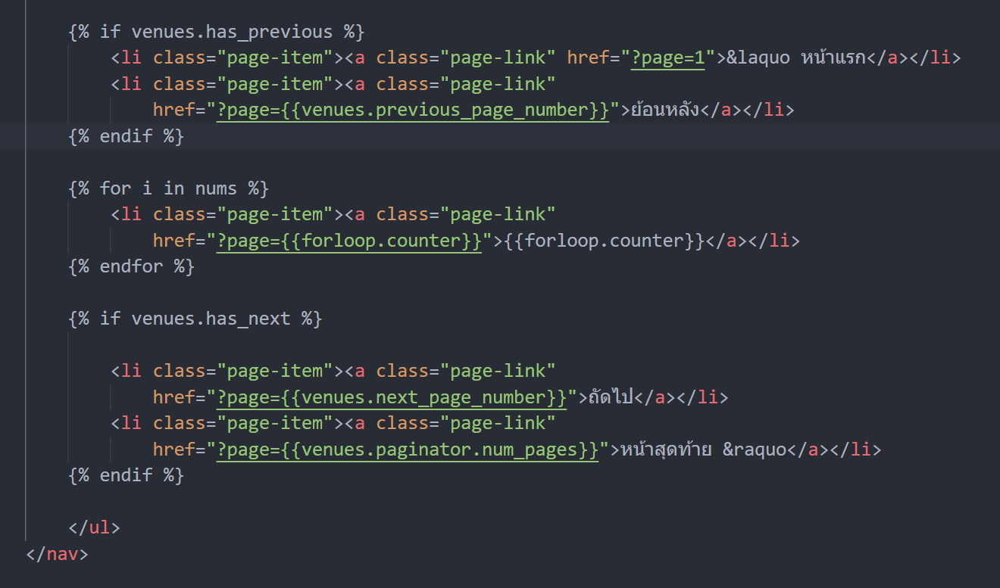 {% if venues.has_previous %}
<li class="page-item"><a class="page-link" href="?page=1">&laquo หน้าแรก</a></li>
<li class="page-item"><a class="page-link"
href="?page={{venues.previous_page_number}}">ย้อนหลัง</a></li>
{% endif %}
{% for i in nums %}
<li class="page-item"><a class="page-link"
href="?page={{forloop.counter}}">{{forloop.counter}}</a></li>
{% endfor %}
{% if venues.has_next %}
<li class="page-item"><a class="page-link"
href="?page={{venues.next_page_number}}">ถัดไป</a></li>
<li class="page-item"><a class="page-link"
href="?page={{venues.paginator.num_pages}}">หน้าสุดท้าย &raquo</a></li>
{% endif %}
</ul>
</nav>